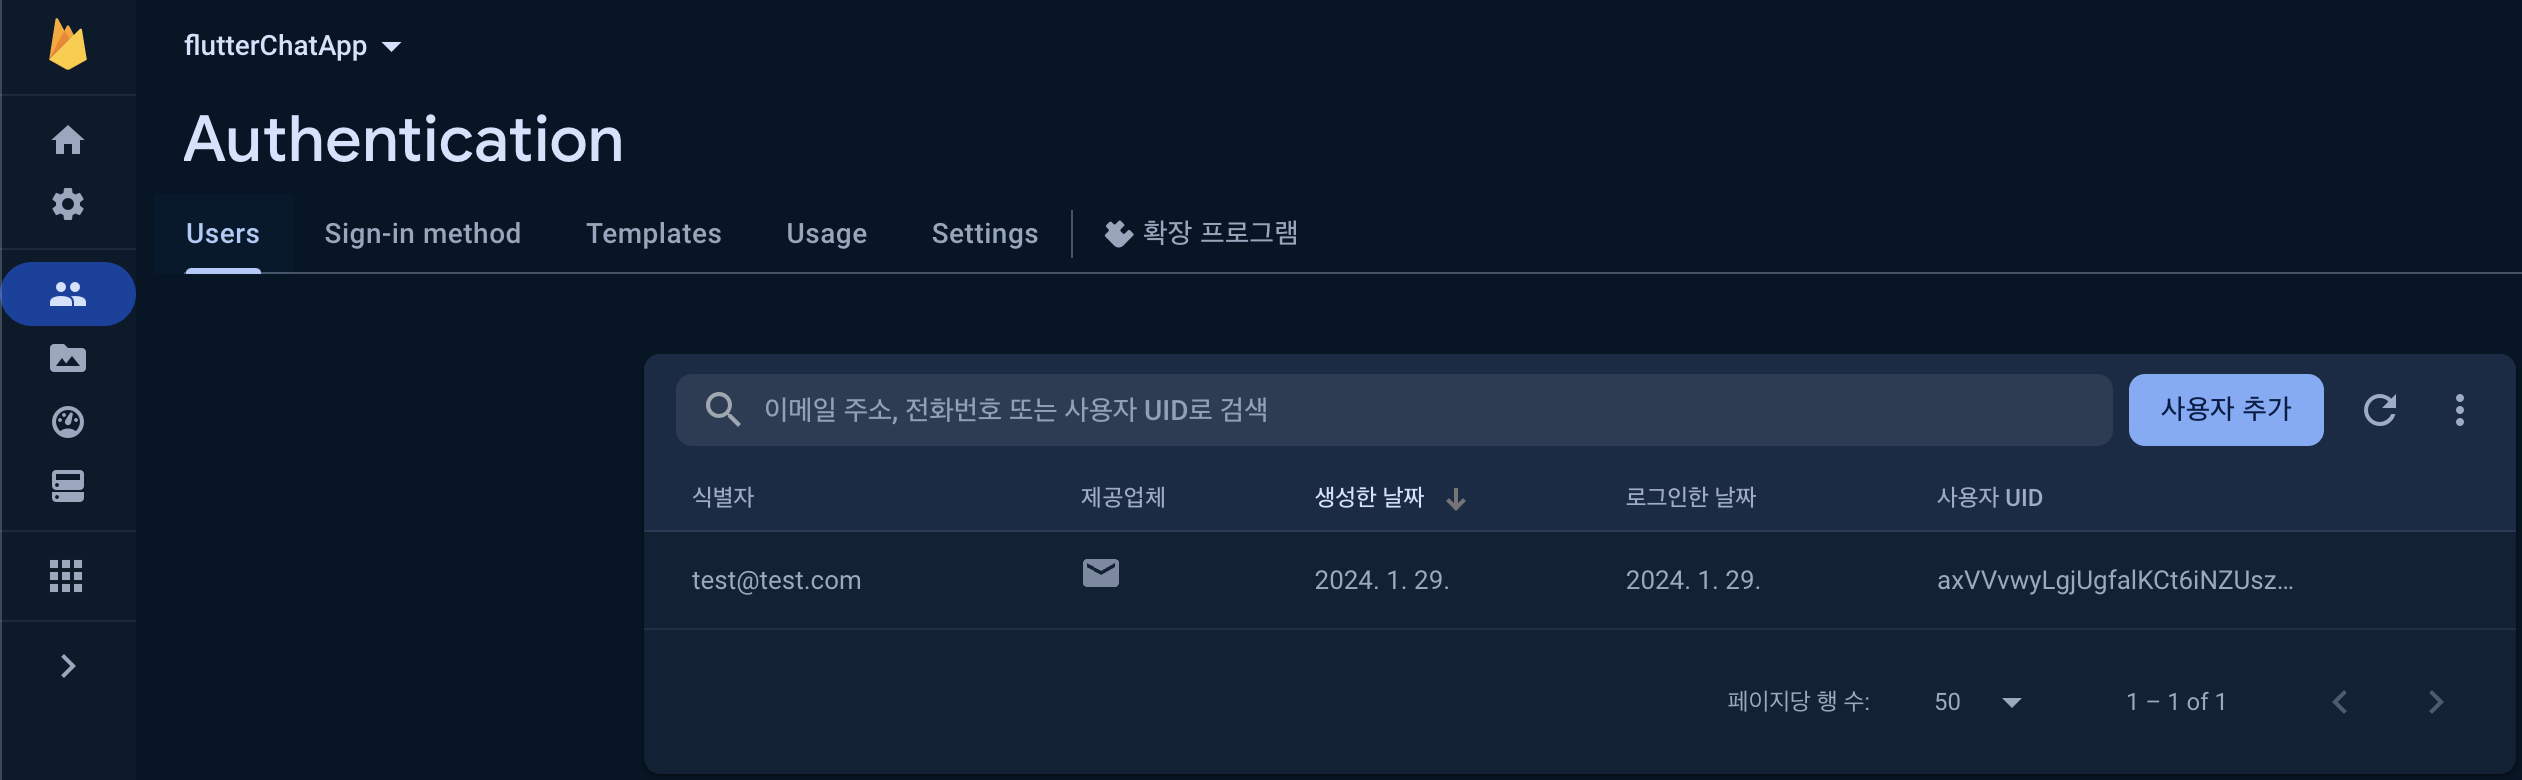 flutterChatApp
Authentication
Users Sign-in method Templates Usage Settings 확장 프로그램
이메일 주소, 전화번호 또는 사용자 UID로 검색 사용자 추가
식별자 제공업체 생성한 날짜 로그인한 날짜 사용자 UID
test@test.com 2024. 1. 29. 2024. 1. 29. axVVvwyLgjUgfalKCt6iNZUsz...
페이지당 행 수: 50 1 – 1 of 1